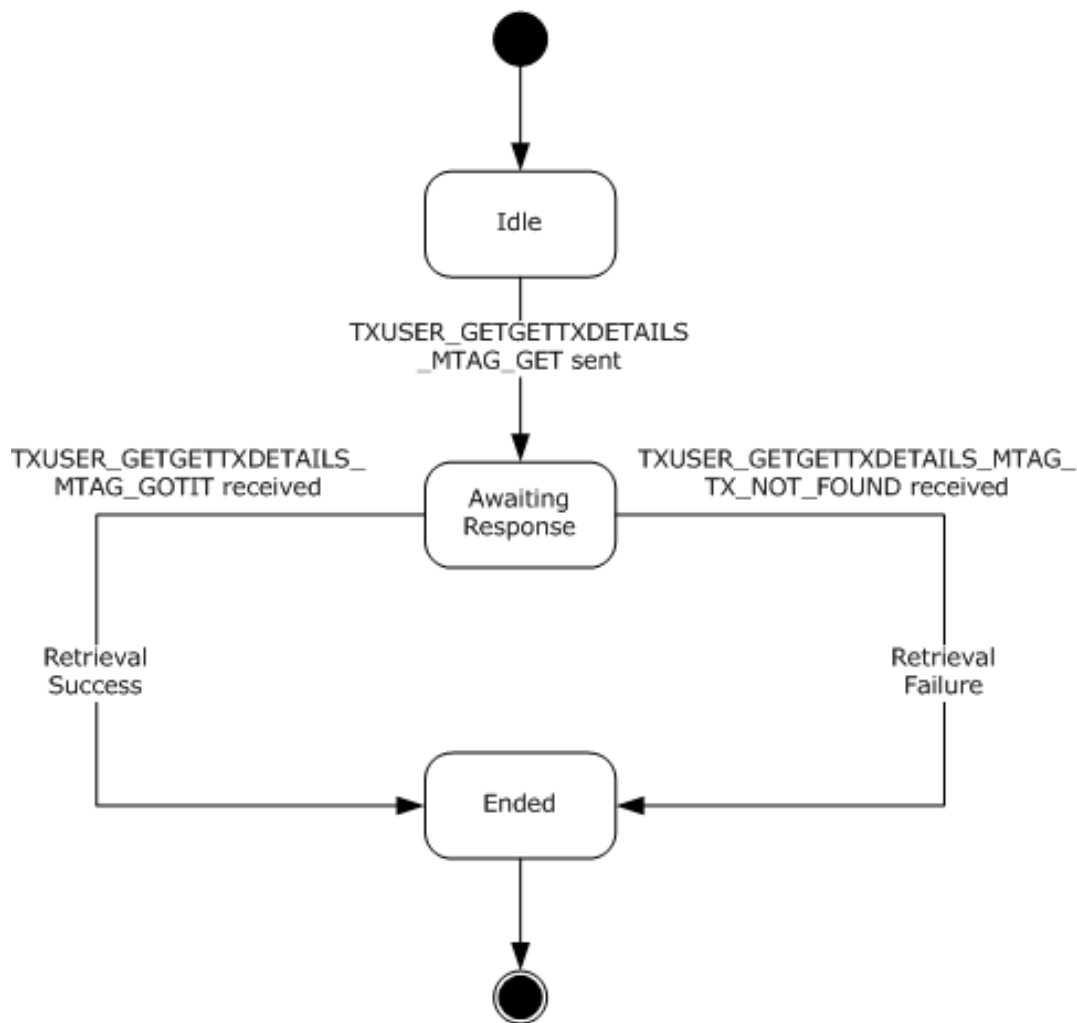 Idle
TXUSER_GETGETTXDETAILS
_MTAG_GET sent
TXUSER_GETGETTXDETAILS_
MTAG_GOTIT received
TXUSER_GETGETTXDETAILS_MTAG_
TX_NOT_FOUND received
Awaiting
Response
Retrieval
Success
Retrieval
Failure
Ended